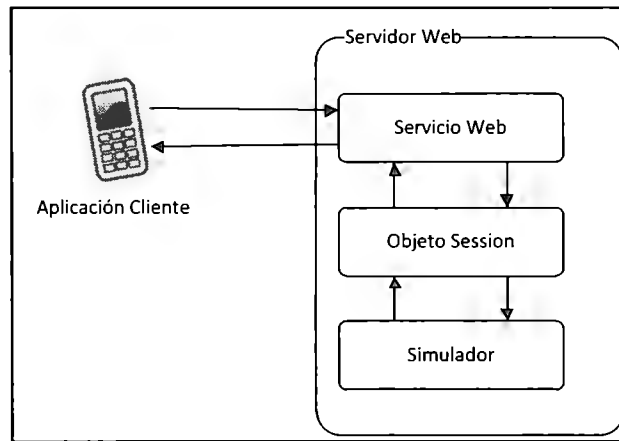 Servidor Web
Servicio Web
Aplicación Cliente
Objeto Session
Simulador